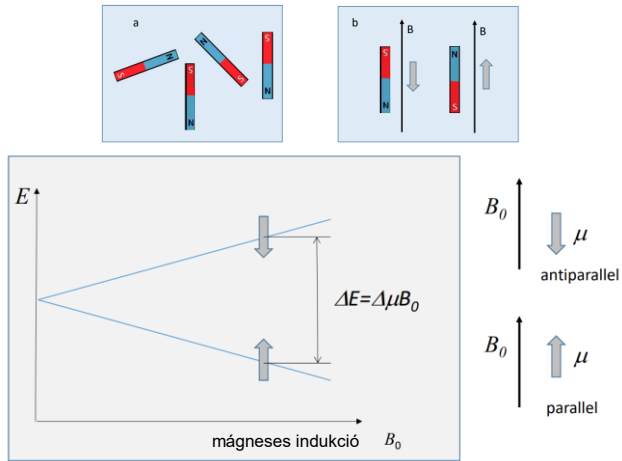 a
S N
S N
N S
S N
b
S N
B
N S
B
E
ΔE=ΔμB₀
mágneses indukció B₀
B₀ μ
antiparallel
B₀ μ
parallel